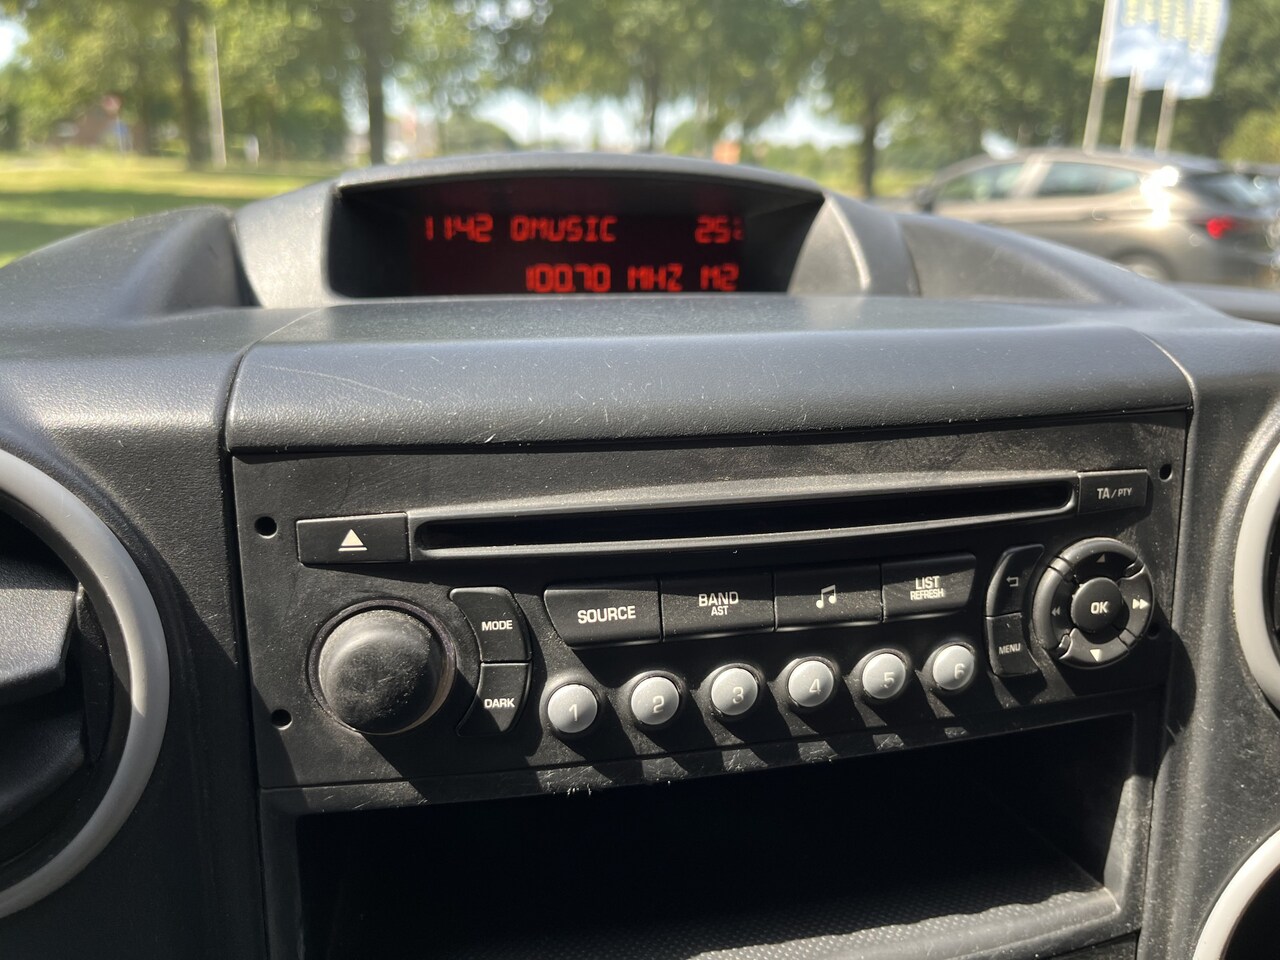 1142 QMUSIC 25:
100.70 MHZ M2
TA/PTY
SOURCE
BAND
AST
LIST
REFRESH
MODE
DARK
MENU
OK
1 2 3 4 5 6